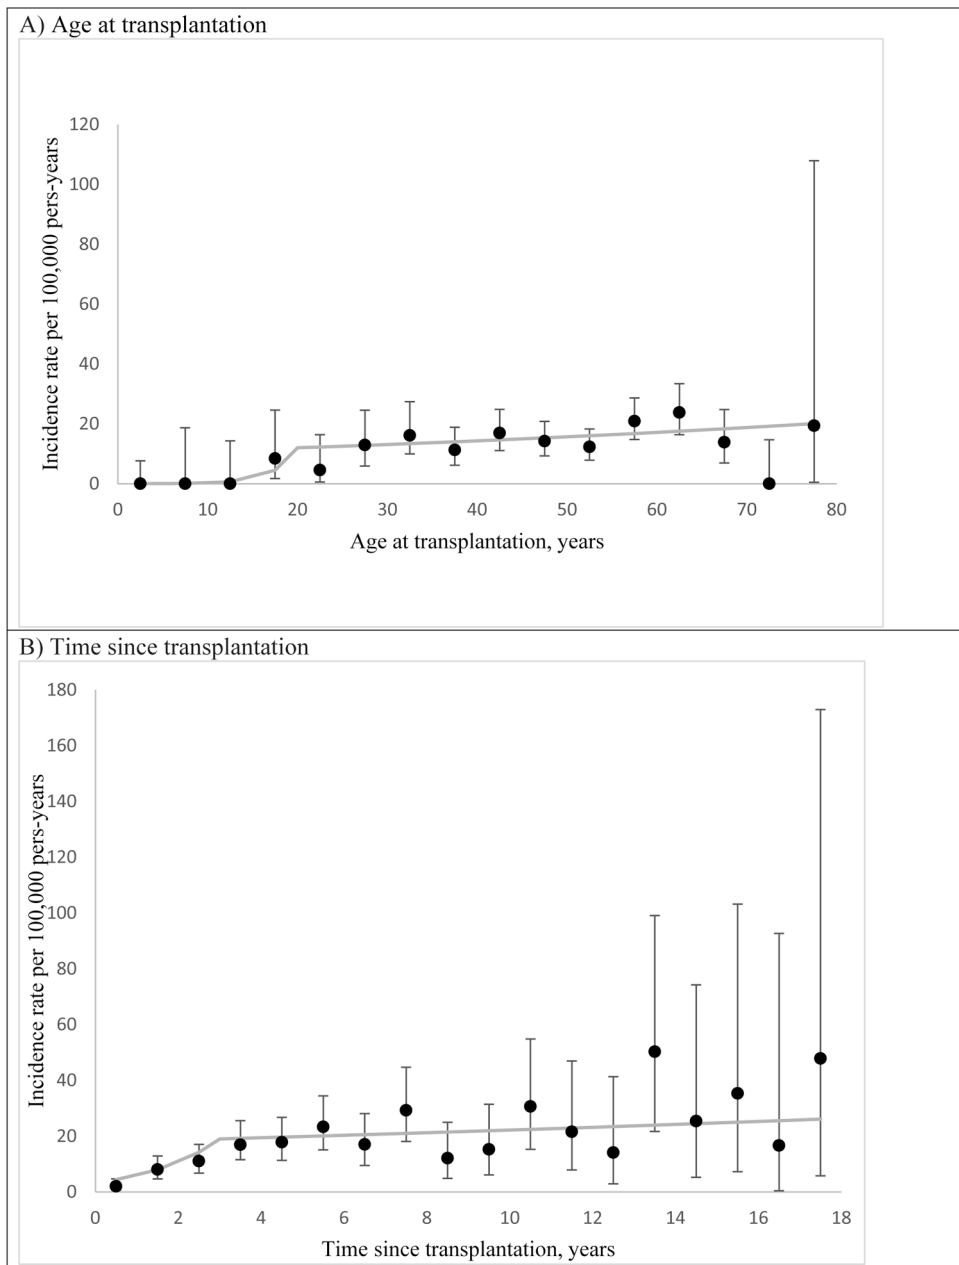 A) Age at transplantation
Incidence rate per 100,000 pers-years
120
100
80
60
40
20
0
0 10 20 30 40 50 60 70 80
Age at transplantation, years
B) Time since transplantation
Incidence rate per 100,000 pers-years
180
160
140
120
100
80
60
40
20
0
0 2 4 6 8 10 12 14 16 18
Time since transplantation, years